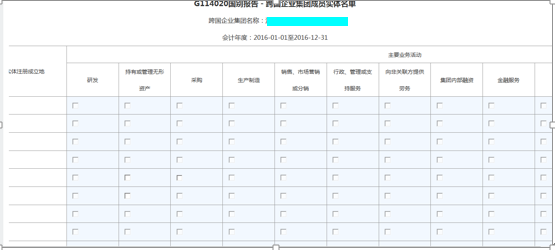 G114020国别报告 - 跨国企业集团成员实体名单
跨国企业集团名称：
会计年度：2016-01-01至2016-12-31
主要业务活动
实体注册成立地
研发
持有或管理无形资产
采购
生产制造
销售、市场营销或分销
行政、管理或支持服务
向非关联方提供劳务
集团内部融资
金融服务